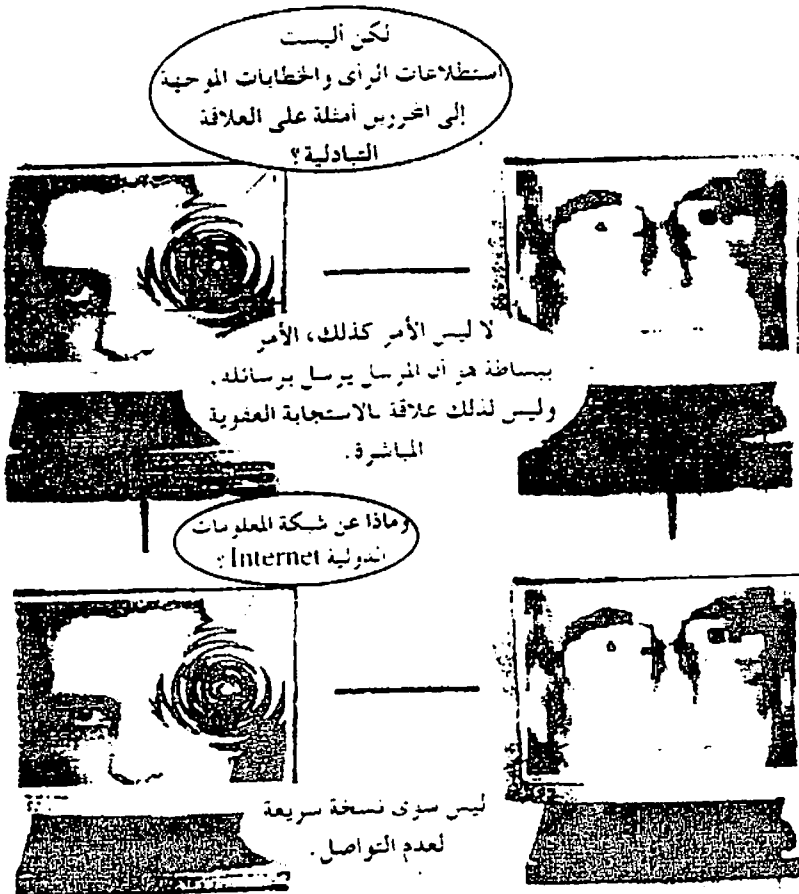 لكن أليست
استطلاعات الرأى والخطابات الموجهة
إلى المحررين أمثلة على العلاقة
التبادلية؟
لا ليس الأمر كذلك، الأمر
ببساطة هو أن المرسل يرسل برسائله.
وليس لذلك علاقة بالاستجابة العفوية
المباشرة.
وماذا عن شبكة المعلومات
الدولية Internet؟
ليس سوى نسخة سريعة
لعدم التواصل.